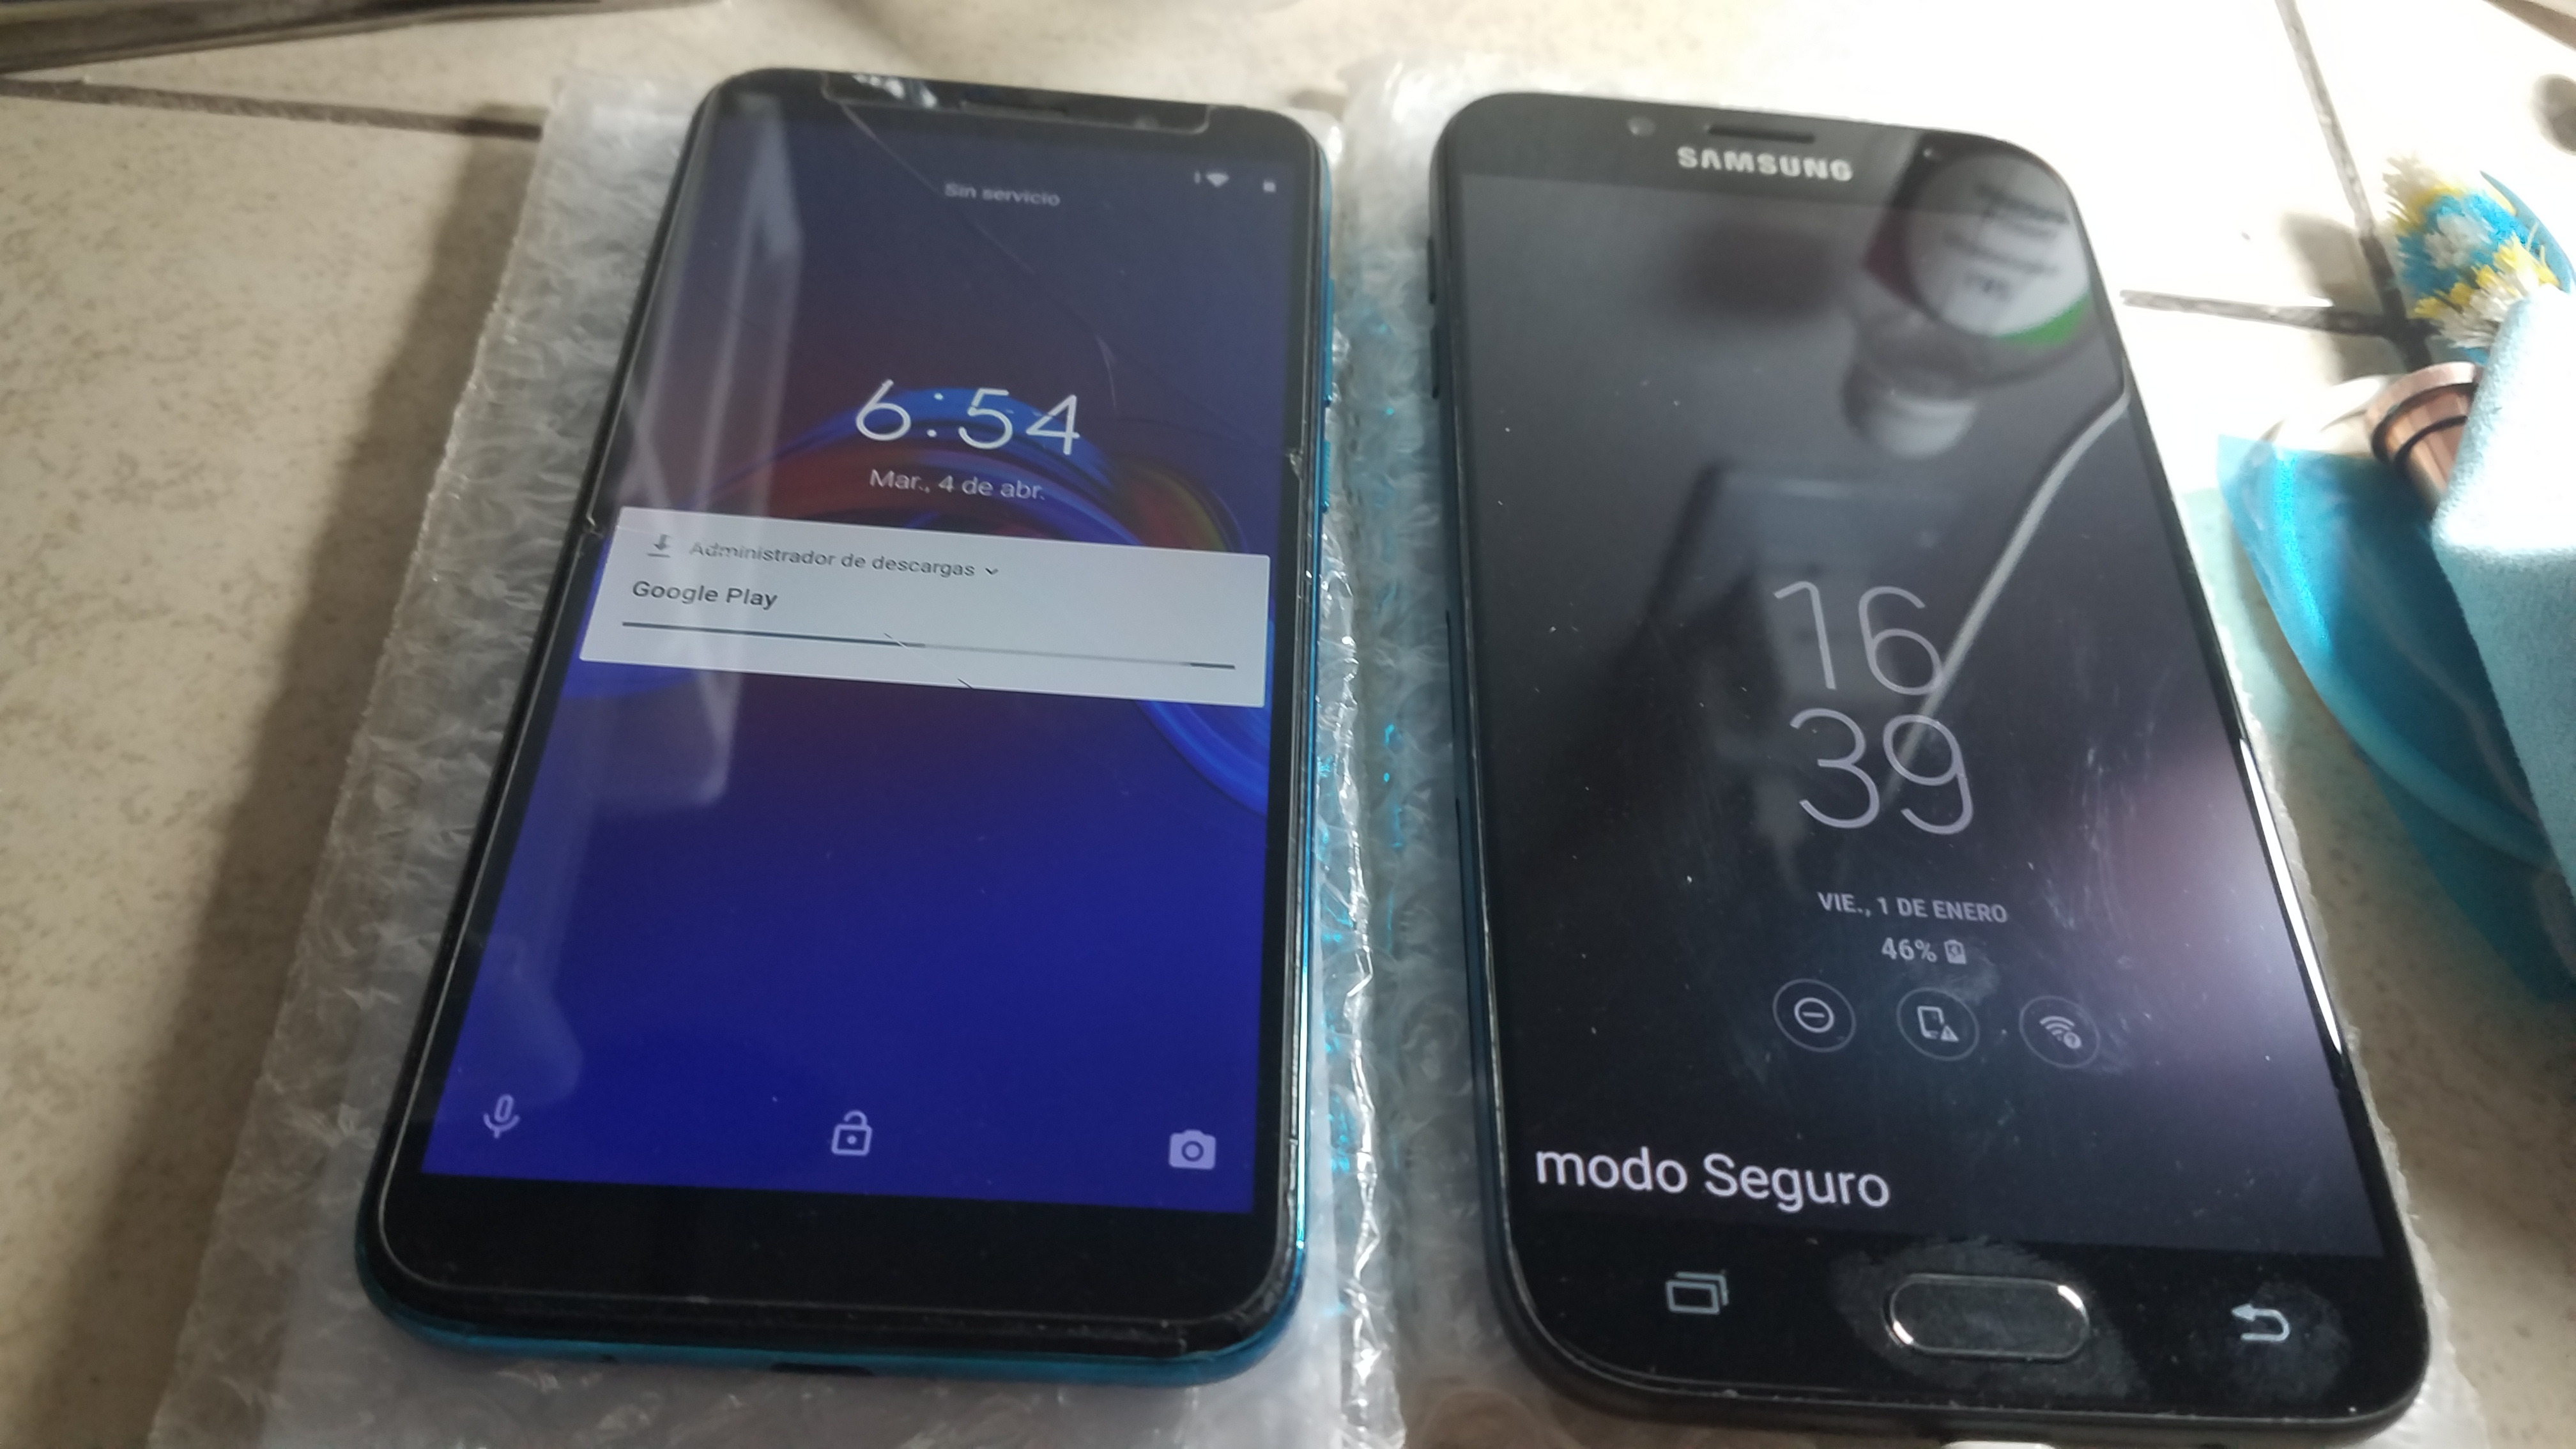 Sin servicio
6:54
Mar., 4 de abr.
Administrador de descargas
Google Play
SAMSUNG
16
39
VIE., 1 DE ENERO
46%
modo Seguro